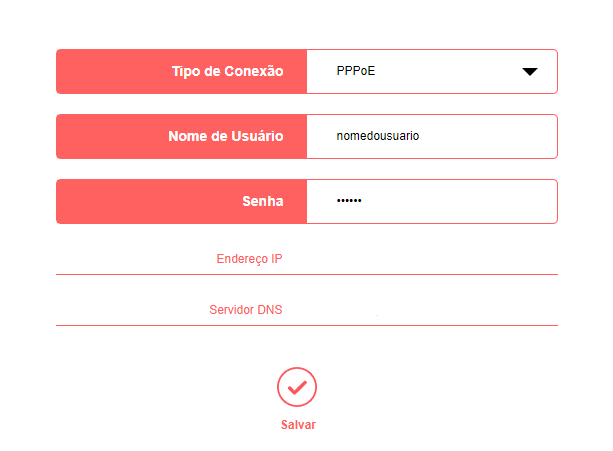 Tipo de Conexão PPPoE
Nome de Usuário nomedousuario
Senha ••••••
Endereço IP
Servidor DNS
Salvar